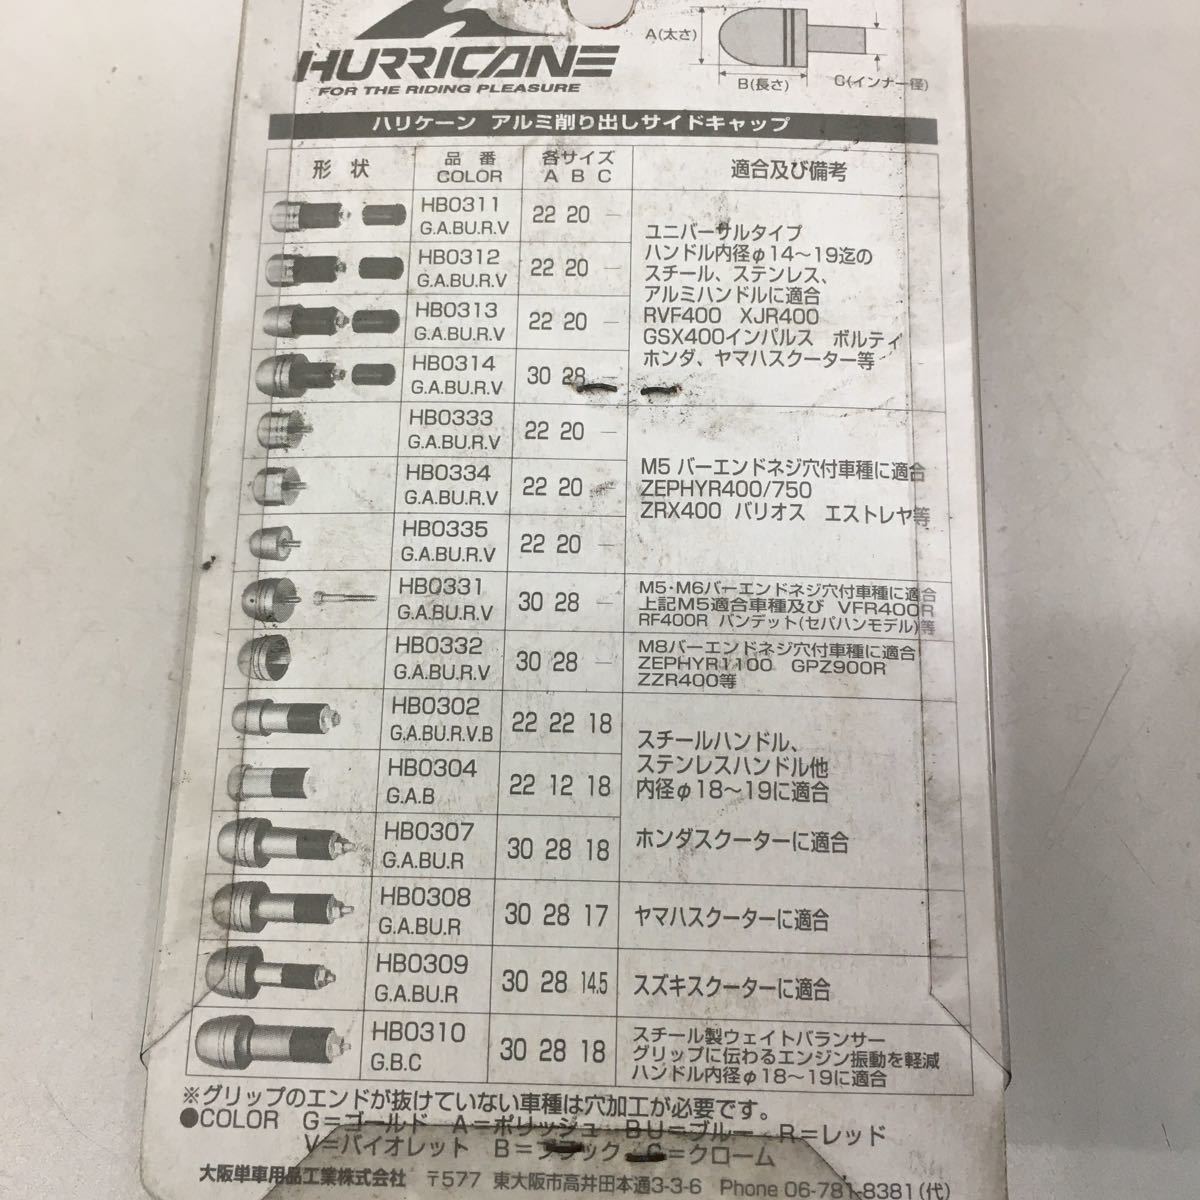 HURRICANE
FOR THE RIDING PLEASURE
A(太さ)
B(長さ)
C(インナー径)
ハリケーン アルミ削り出しサイドキャップ
形 状 品 番 COLOR 各サイズ A B C 適合及び備考
HB0311 G.A.BU.R.V 22 20 —
HB0312 G.A.BU.R.V 22 20 —
HB0313 G.A.BU.R.V 22 20 —
HB0314 G.A.BU.R.V 30 28 —
ユニバーサルタイプ
ハンドル内径φ14～19迄の
スチール、ステンレス、
アルミハンドルに適合
RVF400 XJR400
GSX400インパルス ボルティ
ホンダ、ヤマハスクーター等
HB0333 G.A.BU.R.V 22 20 —
HB0334 G.A.BU.R.V 22 20 —
HB0335 G.A.BU.R.V 22 20 —
M5 バーエンドネジ穴付車種に適合
ZEPHYR400/750
ZRX400 バリオス エストレヤ等
HB0331 G.A.BU.R.V 30 28 —
M5・M6バーエンドネジ穴付車種に適合
上記M5適合車種及び VFR400R
RF400R バンデット(セパハンモデル)等
HB0332 G.A.BU.R.V 30 28 —
M8バーエンドネジ穴付車種に適合
ZEPHYR1100 GPZ900R
ZZR400等
HB0302 G.A.BU.R.V.B 22 22 18
HB0304 G.A.B 22 12 18
スチールハンドル、
ステンレスハンドル他
内径φ18～19に適合
HB0307 G.A.BU.R 30 28 18
ホンダスクーターに適合
HB0308 G.A.BU.R 30 28 17 ヤマハスクーターに適合
HB0309 G.A.BU.R 30 28 14.5 スズキスクーターに適合
HB0310 G.B.C 30 28 18
スチール製ウェイトバランサー
グリップに伝わるエンジン振動を軽減
ハンドル内径φ18～19に適合
※グリップのエンドが抜けていない車種は穴加工が必要です。
●COLOR G=ゴールド A=ポリッジュ BU=ブルー R=レッド
V=バイオレット B=ブラック C=クローム
大阪単車用品工業株式会社 〒577 東大阪市高井田本通3-3-6 Phone 06-781-8381(代)